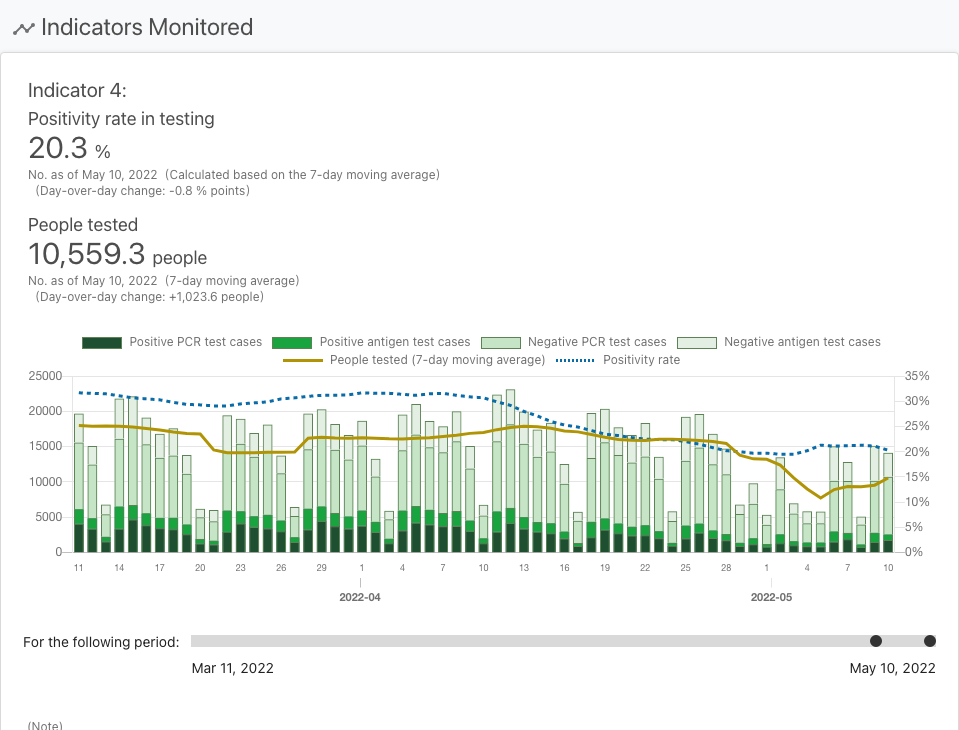 Indicators Monitored
Indicator 4:
Positivity rate in testing
20.3 %
No. as of May 10, 2022 (Calculated based on the 7-day moving average)
(Day-over-day change: -0.8 % points)
People tested
10,559.3 people
No. as of May 10, 2022 (7-day moving average)
(Day-over-day change: +1,023.6 people)
Positive PCR test cases Positive antigen test cases Negative PCR test cases Negative antigen test cases
People tested (7-day moving average) Positivity rate
25000 35%
20000 30%
25%
15000 20%
10000 15%
10%
5000 5%
0 0%
11 14 17 20 23 26 29 1 4 7 10 13 16 19 22 25 28 1 4 7 10
2022-04 2022-05
For the following period:
Mar 11, 2022 May 10, 2022
(Note)